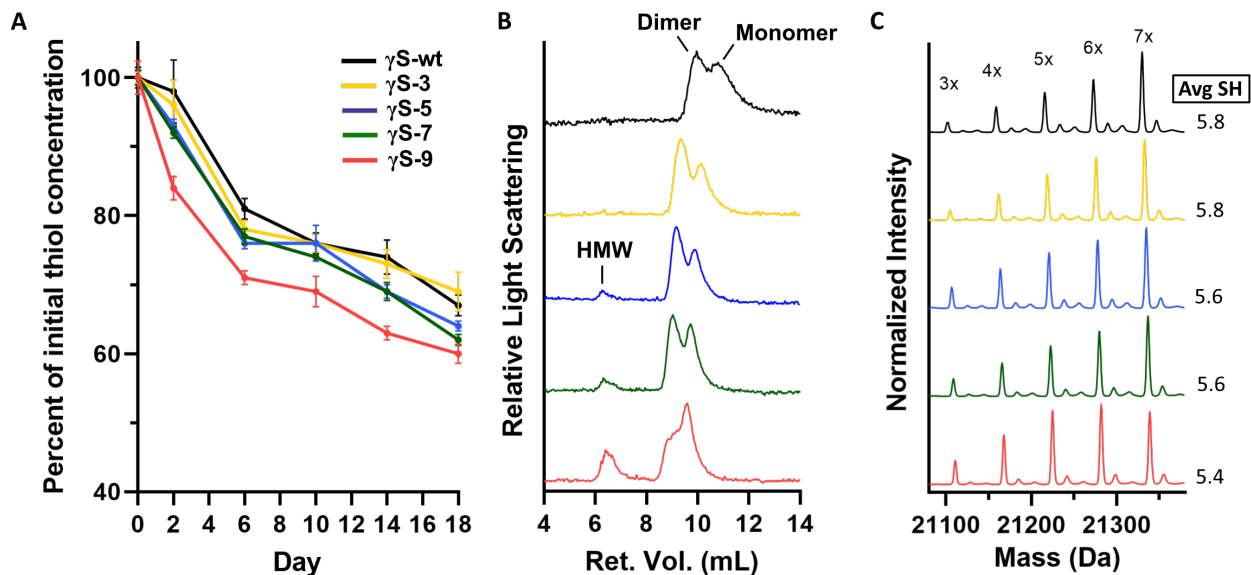 A
Percent of initial thiol concentration
100
80
60
40
0 2 4 6 8 10 12 14 16 18
Day
γS-wt
γS-3
γS-5
γS-7
γS-9
B
Relative Light Scattering
Dimer
Monomer
HMW
4 6 8 10 12 14
Ret. Vol. (mL)
C
Normalized Intensity
3x 4x 5x 6x 7x
Avg SH
5.8
5.8
5.6
5.6
5.4
21100 21200 21300
Mass (Da)